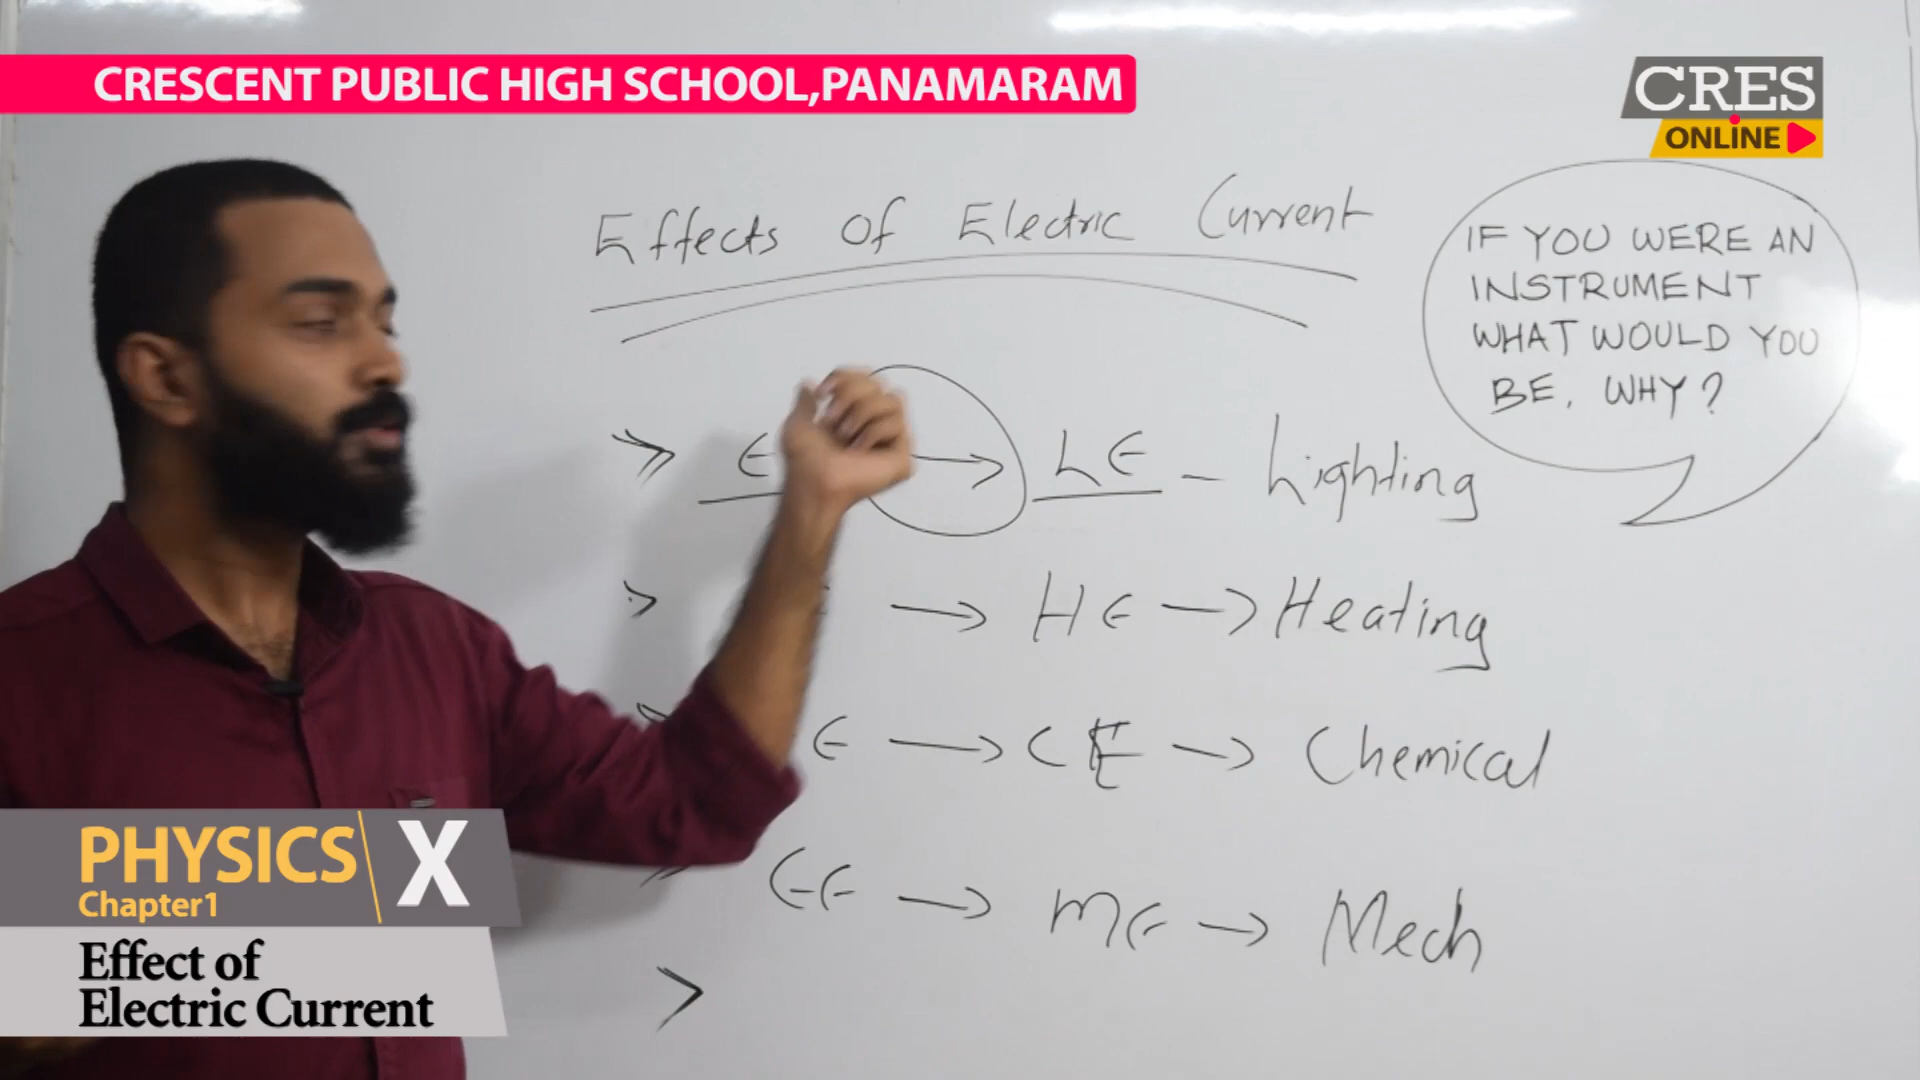 CRESCENT PUBLIC HIGH SCHOOL,PANAMARAM
CRES
ONLINE
Effects of Electric Current
IF YOU WERE AN
INSTRUMENT
WHAT WOULD YOU
BE. WHY?
> E → LE - Lighting
> → HE → Heating
E → CE → Chemical
EE → ME → Mech
>
PHYSICS X
Chapter1
Effect of
Electric Current